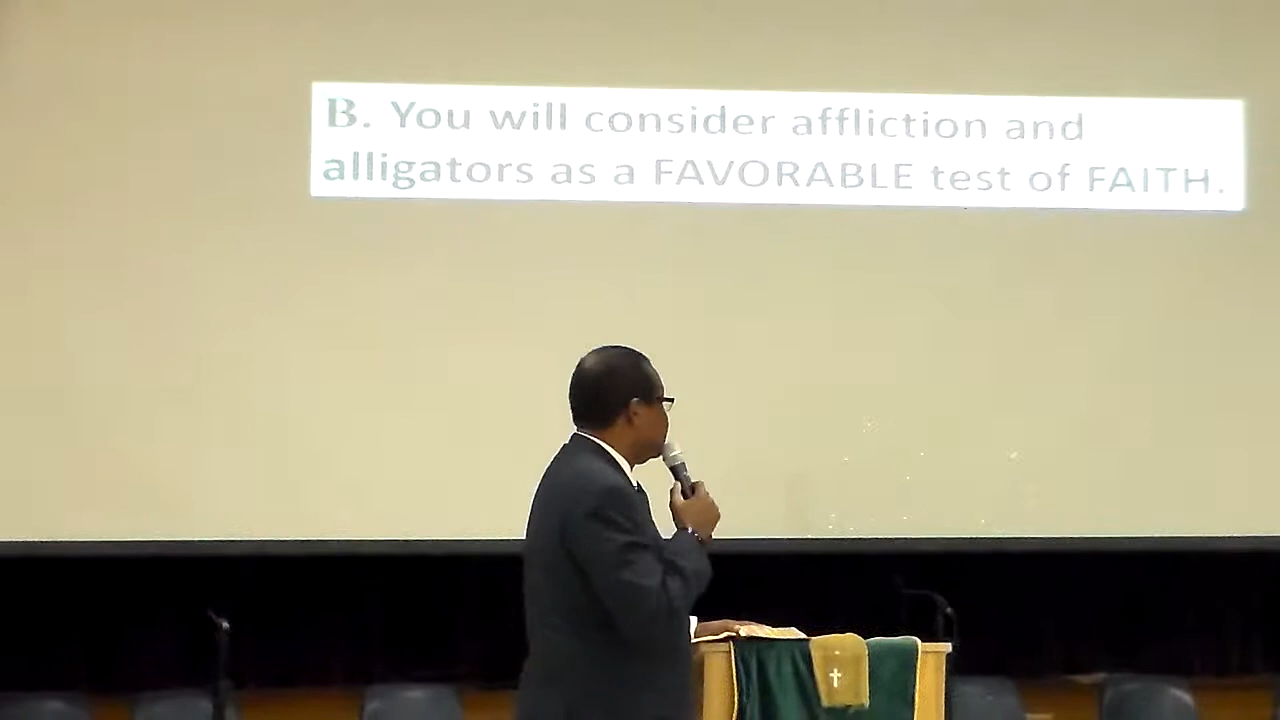 B. You will consider affliction and
alligators as a FAVORABLE test of FAITH.